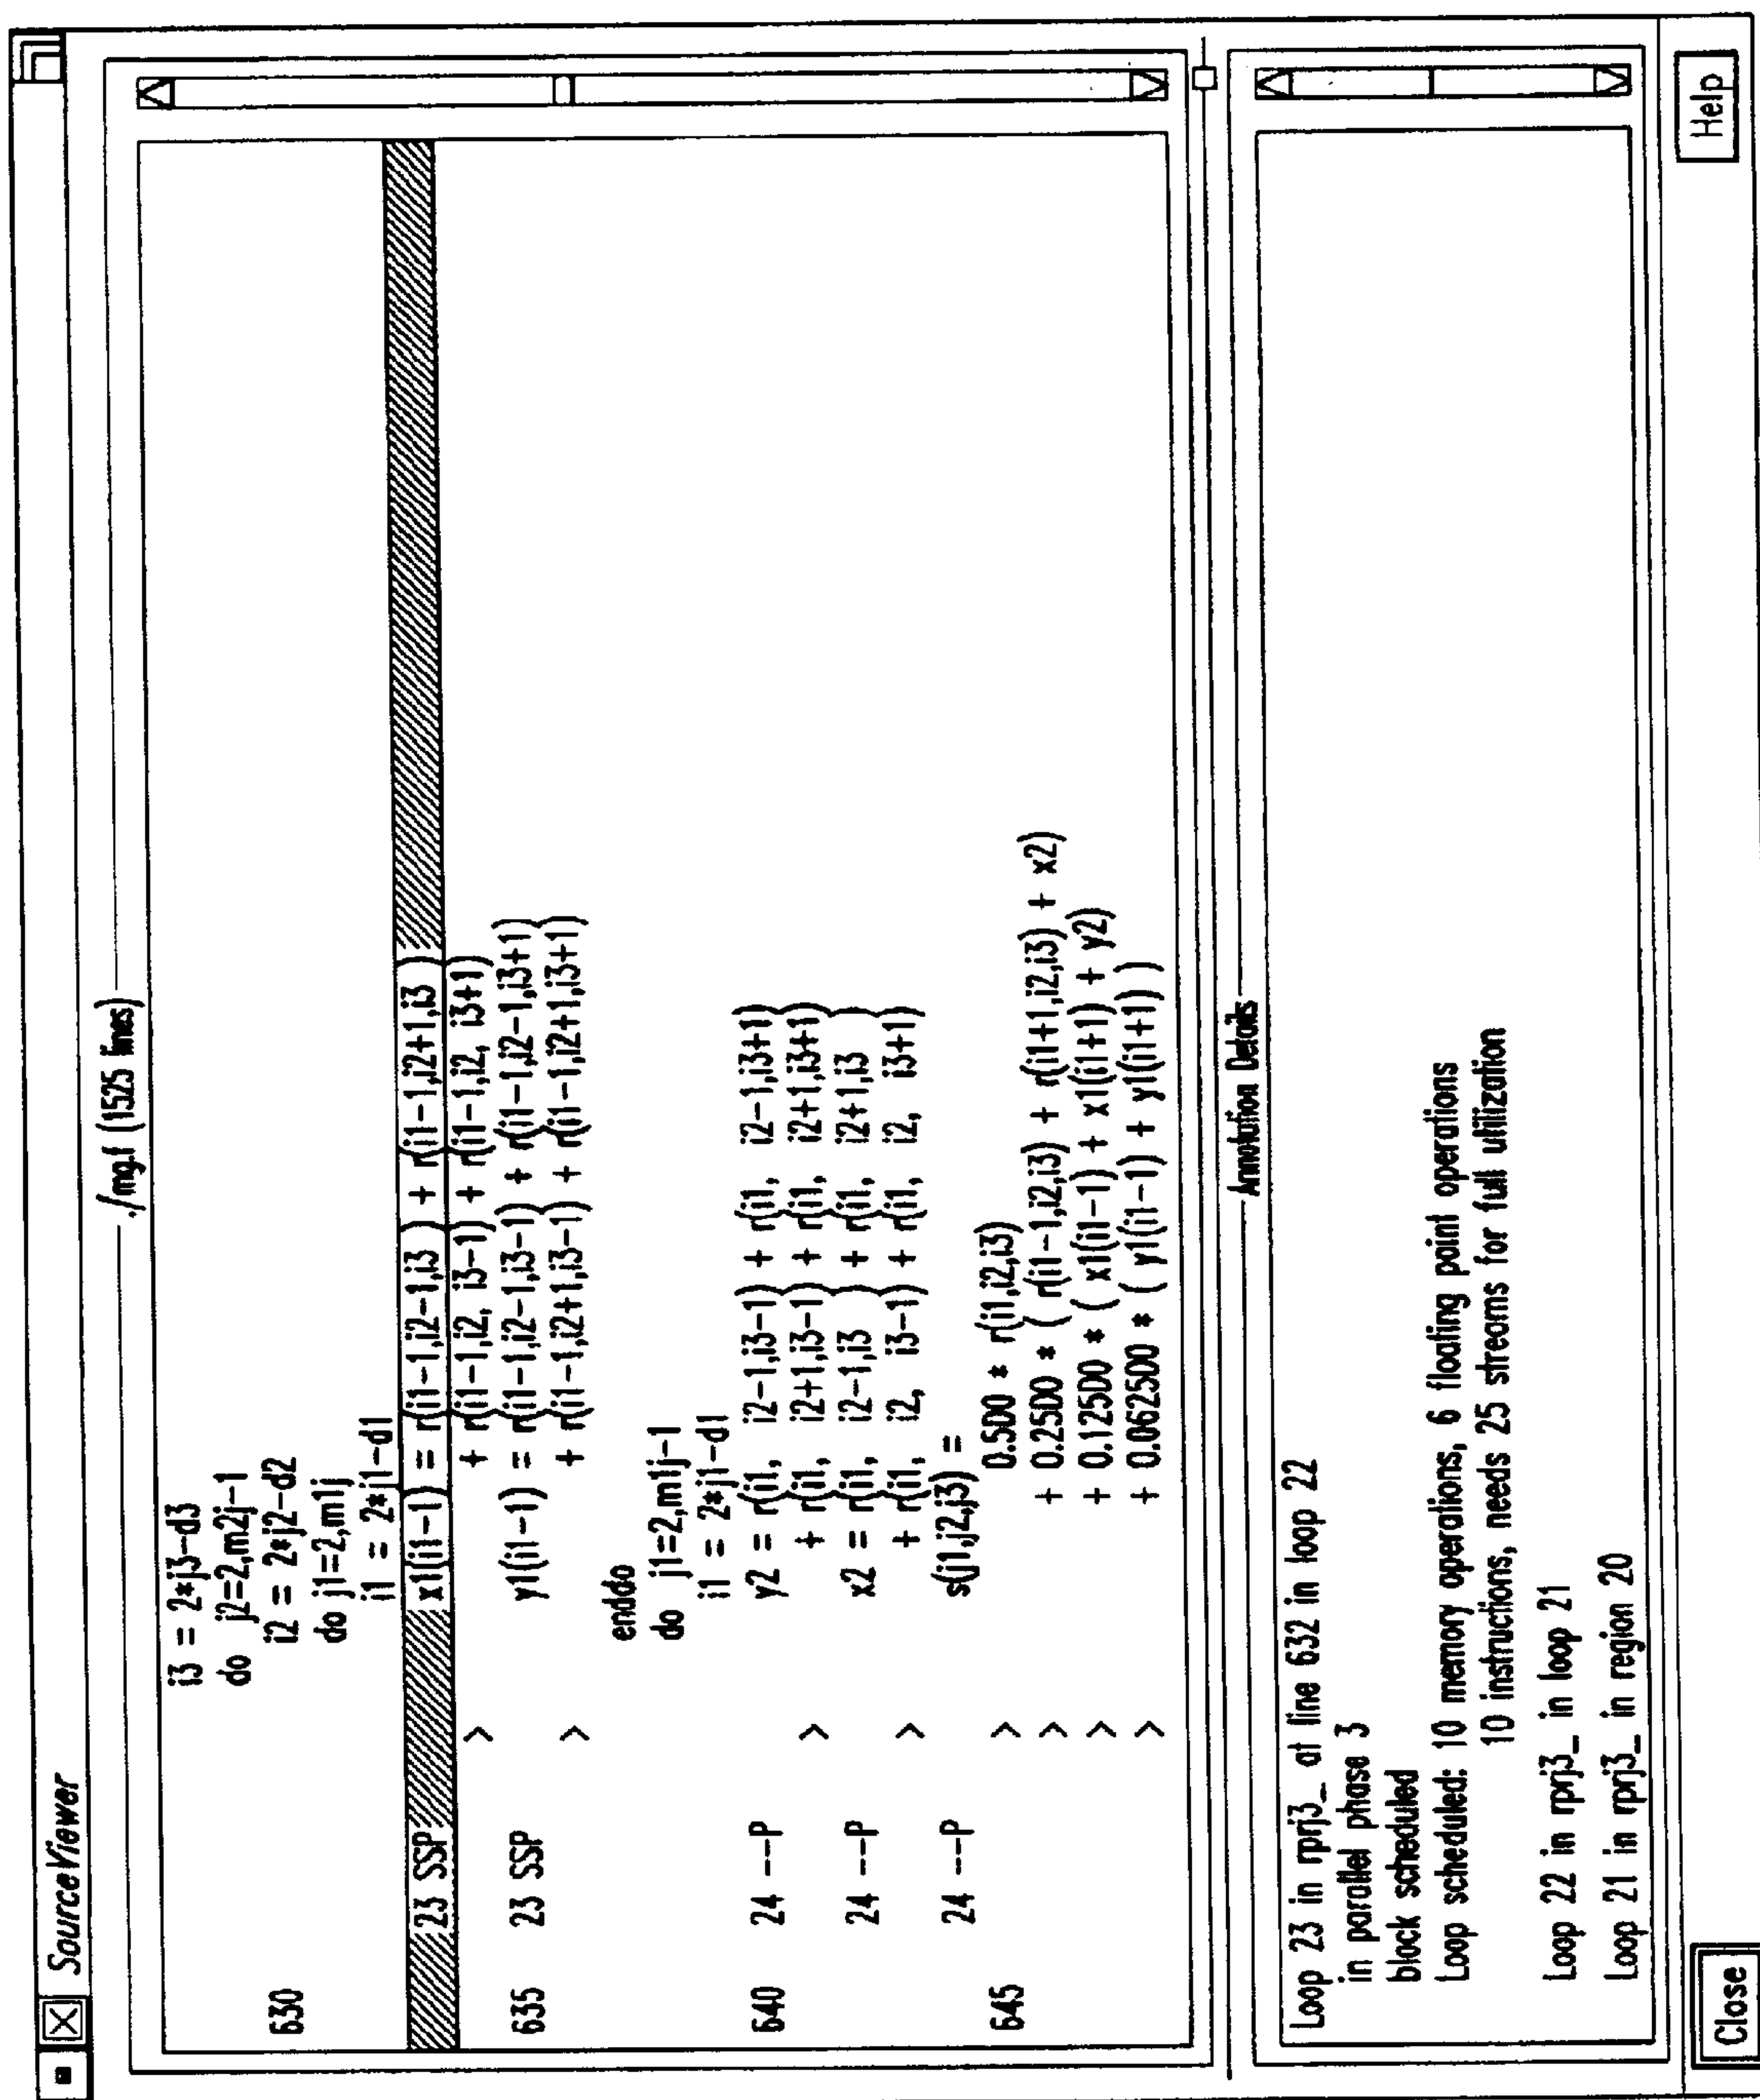 SourceViewer
./mg.f (1525 lines)
i3 = 2*j3-d3
do j2=2,m2j-1
630 i2 = 2*j2-d2
do j1=2,m1j
i1 = 2*j1-d1
23 SSP x1(i1-1) = r(i1-1,i2-1,i3 ) + r(i1-1,i2+1,i3 )
> + r(i1-1,i2, i3-1) + r(i1-1,i2, i3+1)
635 23 SSP y1(i1-1) = r(i1-1,i2-1,i3-1) + r(i1-1,i2-1,i3+1)
> + r(i1-1,i2+1,i3-1) + r(i1-1,i2+1,i3+1)
endo
do j1=2,m1j-1
i1 = 2*j1-d1
640 24 --P y2 = r(i1, i2-1,i3-1) + r(i1, i2-1,i3+1)
> + r(i1, i2+1,i3-1) + r(i1, i2+1,i3+1)
24 --P x2 = r(i1, i2-1,i3 ) + r(i1, i2+1,i3 )
> + r(i1, i2, i3-1) + r(i1, i2, i3+1)
24 --P s(j1,j2,j3) =
645 > 0.5D0 * r(i1,i2,i3)
> + 0.25D0 * ( r(i1-1,i2,i3) + r(i1+1,i2,i3) + x2)
> + 0.125D0 * ( x1(i1-1) + x1(i1+1) + y2)
> + 0.0625D0 * ( y1(i1-1) + y1(i1+1) )
Annotation Details
Loop 23 in rprj3_ at line 632 in loop 22
in parallel phase 3
block scheduled
Loop scheduled: 10 memory operations, 6 floating point operations
10 instructions, needs 25 streams for full utilization
Loop 22 in rprj3_ in loop 21
Loop 21 in rprj3_ in region 20
Close Help